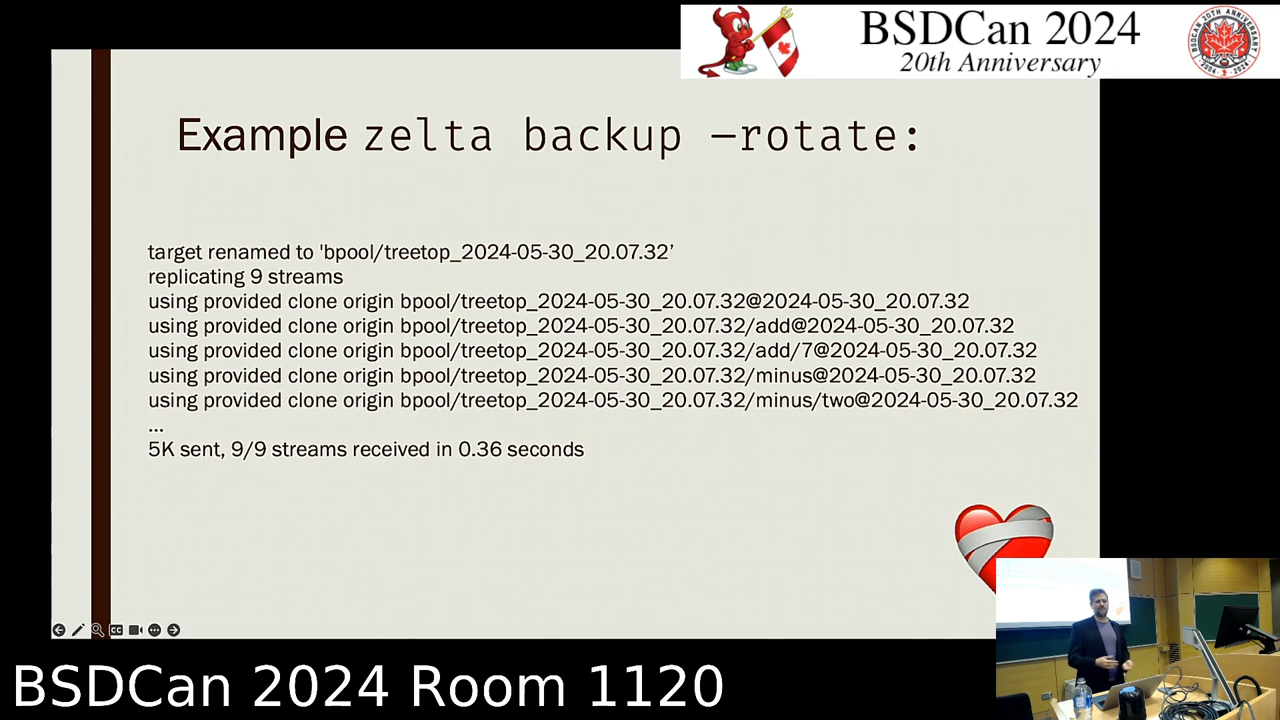 BSDCan 2024
20th Anniversary
BSDCAN 20TH ANNIVERSARY
2004 - 2024
Example zelta backup —rotate:
target renamed to 'bpool/treetop_2024-05-30_20.07.32’
replicating 9 streams
using provided clone origin bpool/treetop_2024-05-30_20.07.32@2024-05-30_20.07.32
using provided clone origin bpool/treetop_2024-05-30_20.07.32/add@2024-05-30_20.07.32
using provided clone origin bpool/treetop_2024-05-30_20.07.32/add/7@2024-05-30_20.07.32
using provided clone origin bpool/treetop_2024-05-30_20.07.32/minus@2024-05-30_20.07.32
using provided clone origin bpool/treetop_2024-05-30_20.07.32/minus/two@2024-05-30_20.07.32
...
5K sent, 9/9 streams received in 0.36 seconds
CC
BSDCan 2024 Room 1120